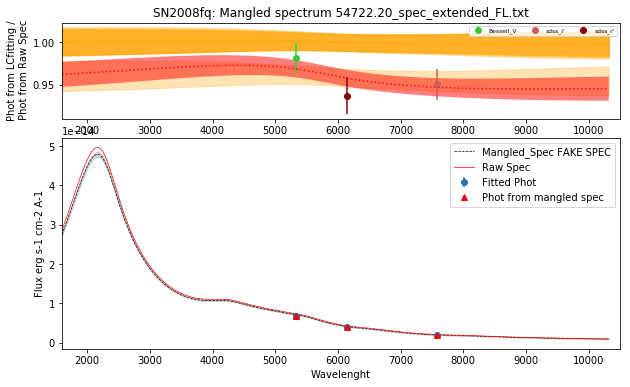 SN2008fq: Mangled spectrum 54722.20_spec_extended_FL.txt
Phot from LCfitting /
Phot from Raw Spec
1.00
0.95
Bessell_V
sdss_i'
sdss_r'
2000 3000 4000 5000 6000 7000 8000 9000 10000
1e-14
Flux erg s-1 cm-2 A-1
5
4
3
2
1
0
Mangled_Spec FAKE SPEC
Raw Spec
Fitted Phot
Phot from mangled spec
2000 3000 4000 5000 6000 7000 8000 9000 10000
Wavelenght